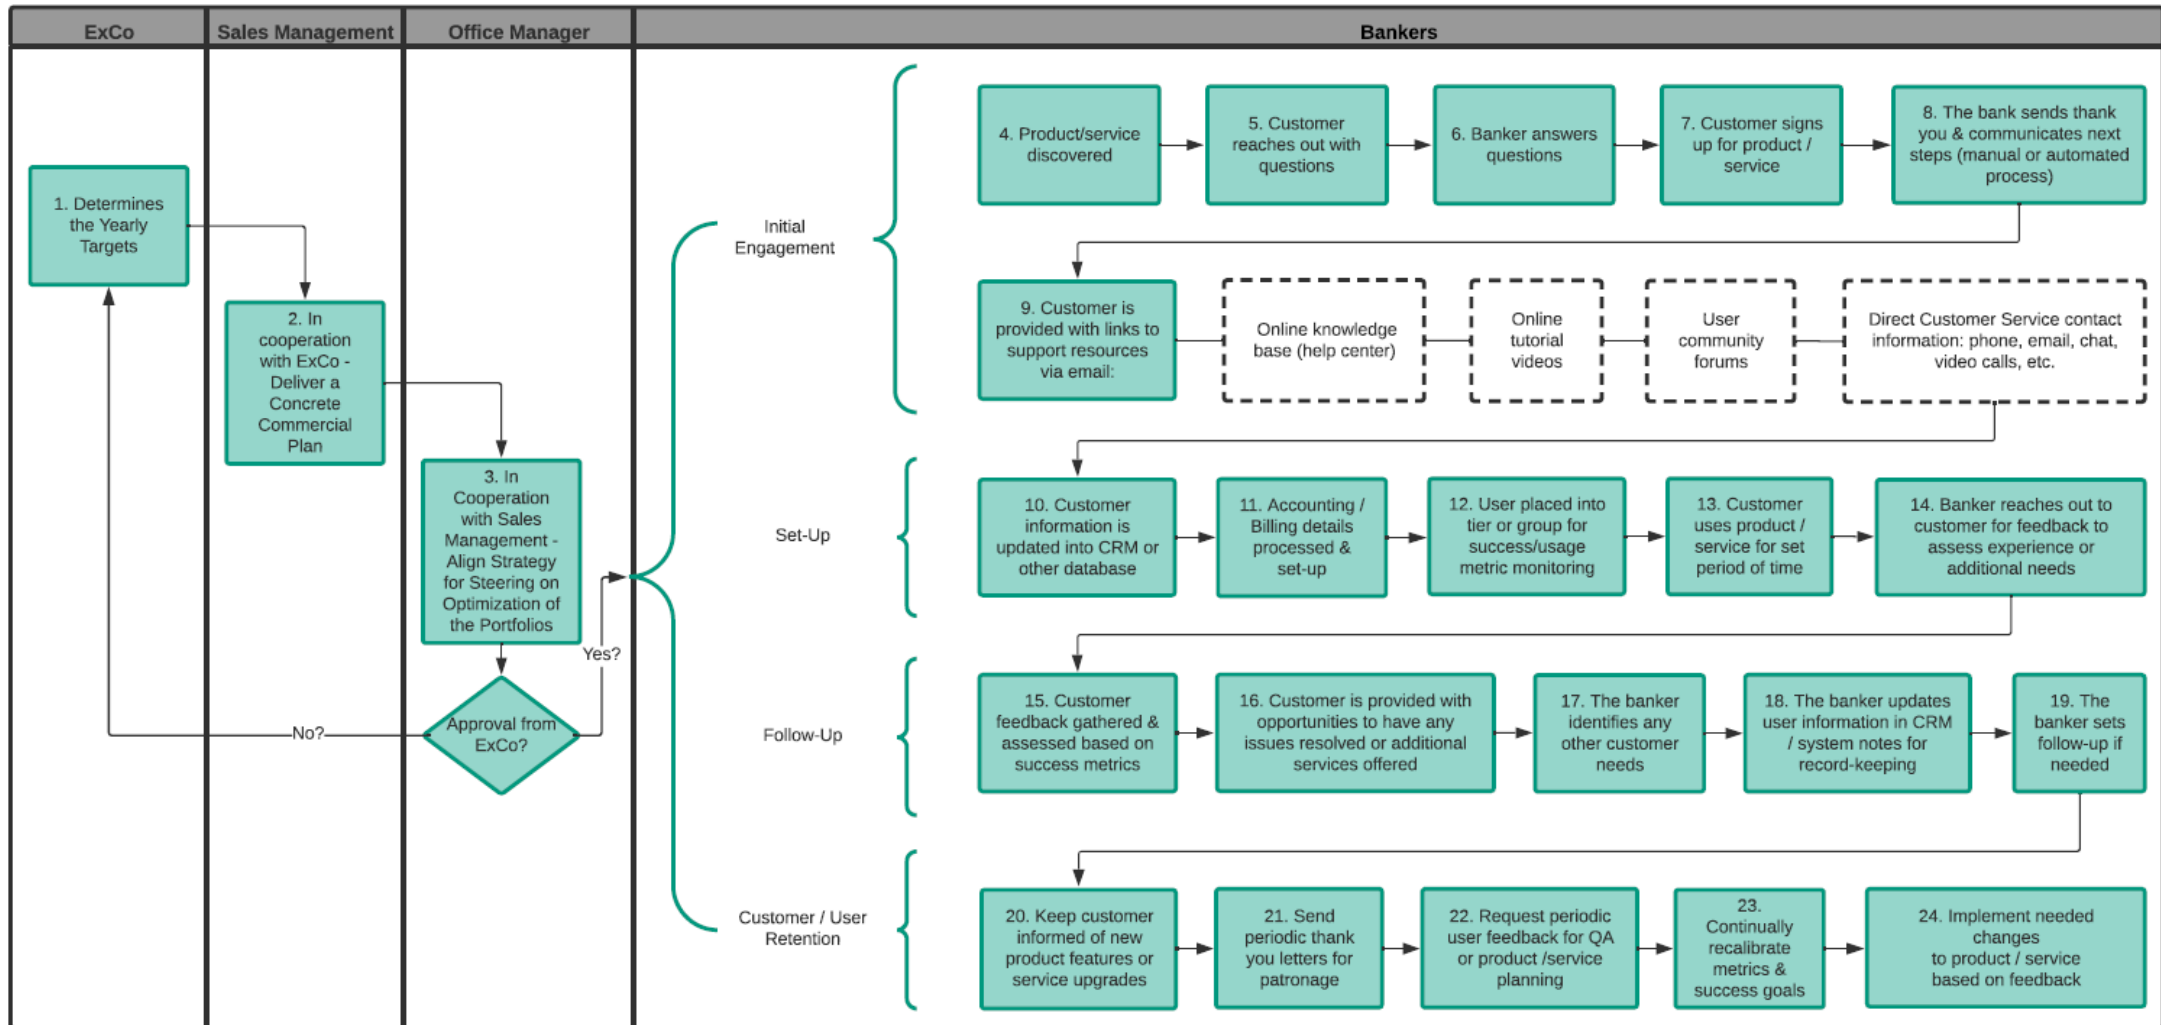 ExCo
Sales Management
Office Manager
Bankers
1. Determines
the Yearly
Targets
2. In
cooperation
with ExCo -
Deliver a
Concrete
Commercial
Plan
3. In
Cooperation
with Sales
Management -
Align Strategy
for Steering on
Optimization of
the Portfolios
Approval from
ExCo?
No?
Yes?
Initial
Engagement
4. Product/service
discovered
5. Customer
reaches out with
questions
6. Banker answers
questions
7. Customer signs
up for product /
service
8. The bank sends thank
you & communicates next
steps (manual or automated
process)
9. Customer is
provided with links to
support resources
via email:
Online knowledge
base (help center)
Online
tutorial
videos
User
community
forums
Direct Customer Service contact
information: phone, email, chat,
video calls, etc.
Set-Up
10. Customer
information is
updated into CRM or
other database
11. Accounting /
Billing details
processed &
set-up
12. User placed into
tier or group for
success/usage
metric monitoring
13. Customer
uses product /
service for set
period of time
14. Banker reaches out to
customer for feedback to
assess experience or
additional needs
Follow-Up
15. Customer
feedback gathered &
assessed based on
success metrics
16. Customer is provided with
opportunities to have any
issues resolved or additional
services offered
17. The banker
identifies any
other customer
needs
18. The banker updates
user information in CRM
/ system notes for
record-keeping
19. The
banker sets
follow-up if
needed
Customer / User
Retention
20. Keep customer
informed of new
product features or
service upgrades
21. Send
periodic thank
you letters for
patronage
22. Request periodic
user feedback for QA
or product /service
planning
23.
Continually
recalibrate
metrics &
success goals
24. Implement needed
changes
to product / service
based on feedback